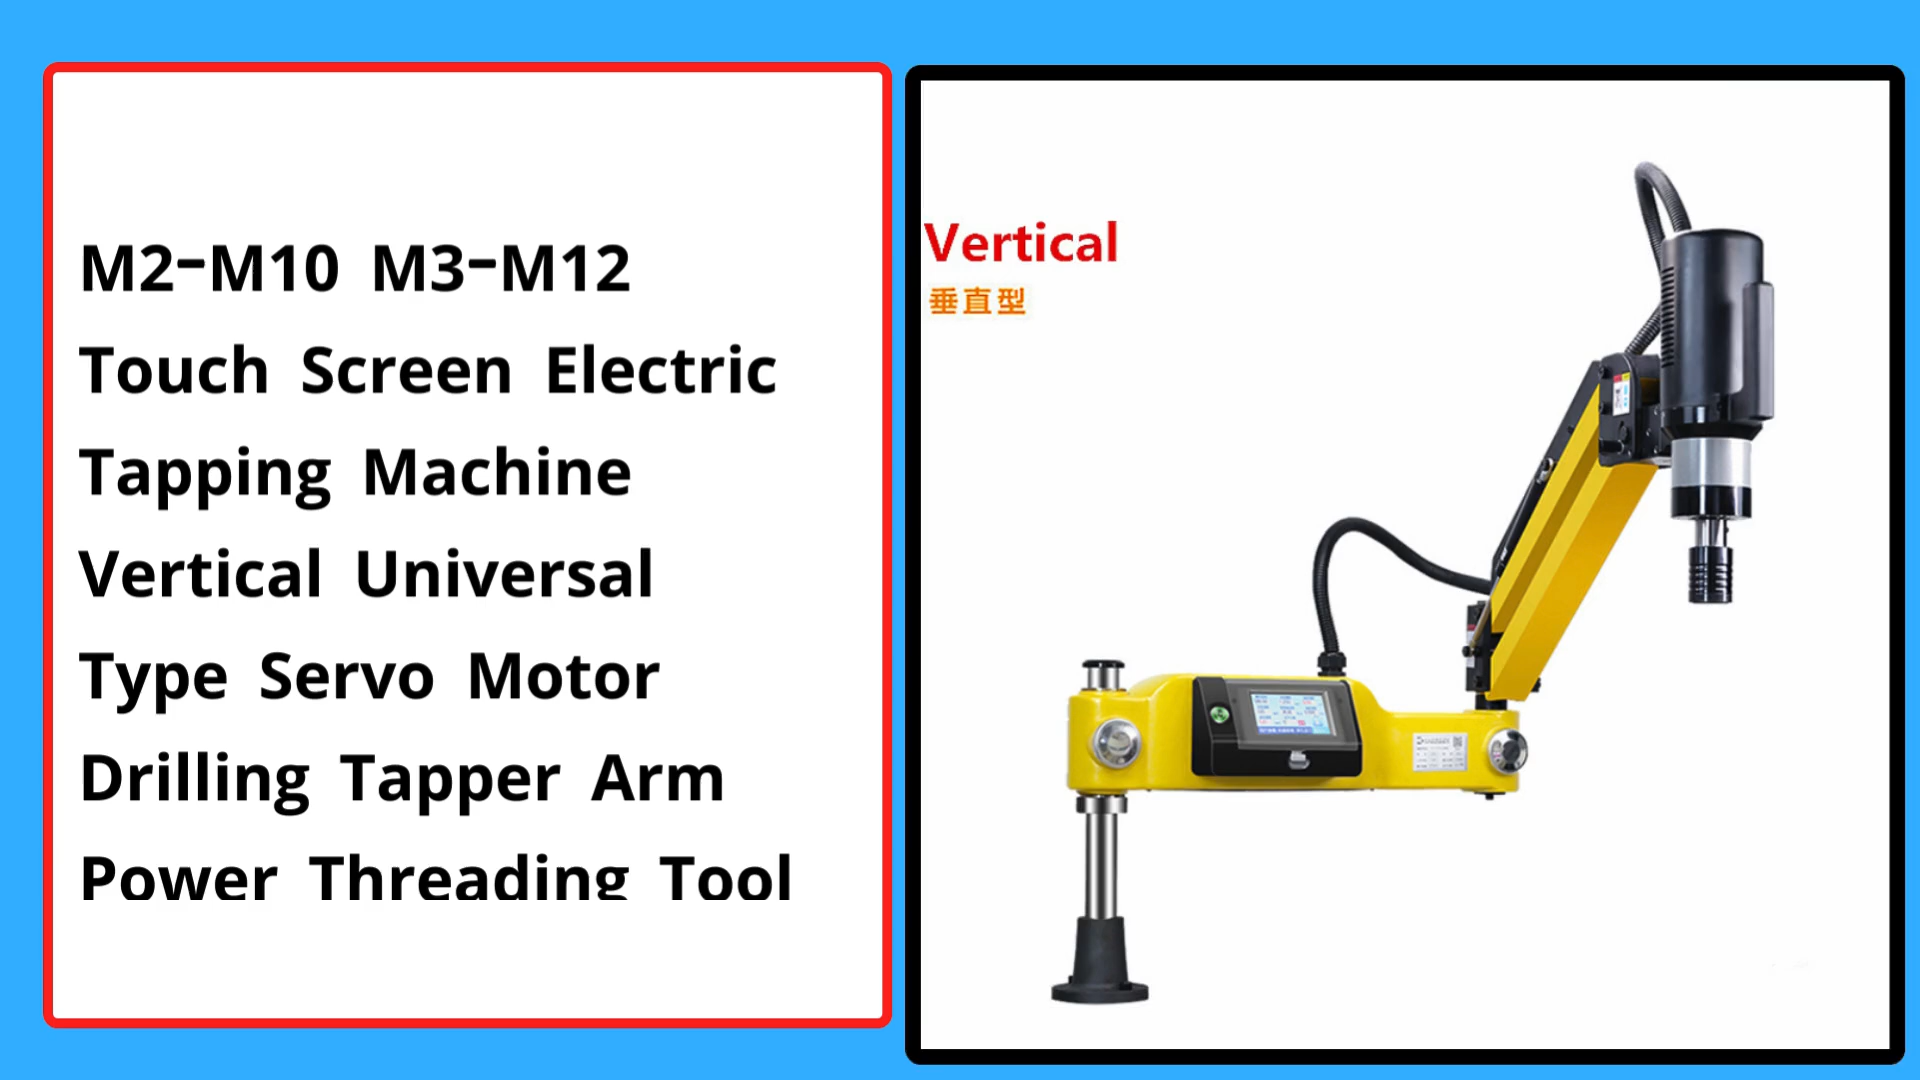 M2-M10 M3-M12
Touch Screen Electric
Tapping Machine
Vertical Universal
Type Servo Motor
Drilling Tapper Arm
Power Threading Tool
Vertical
垂直型